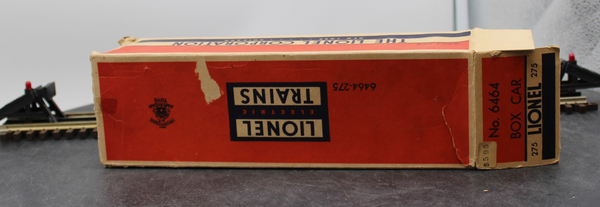 THE LIONEL CORPORATION
6464-275
LIONEL
ELECTRIC
TRAINS
No. 6464
BOX CAR
275 LIONEL 275